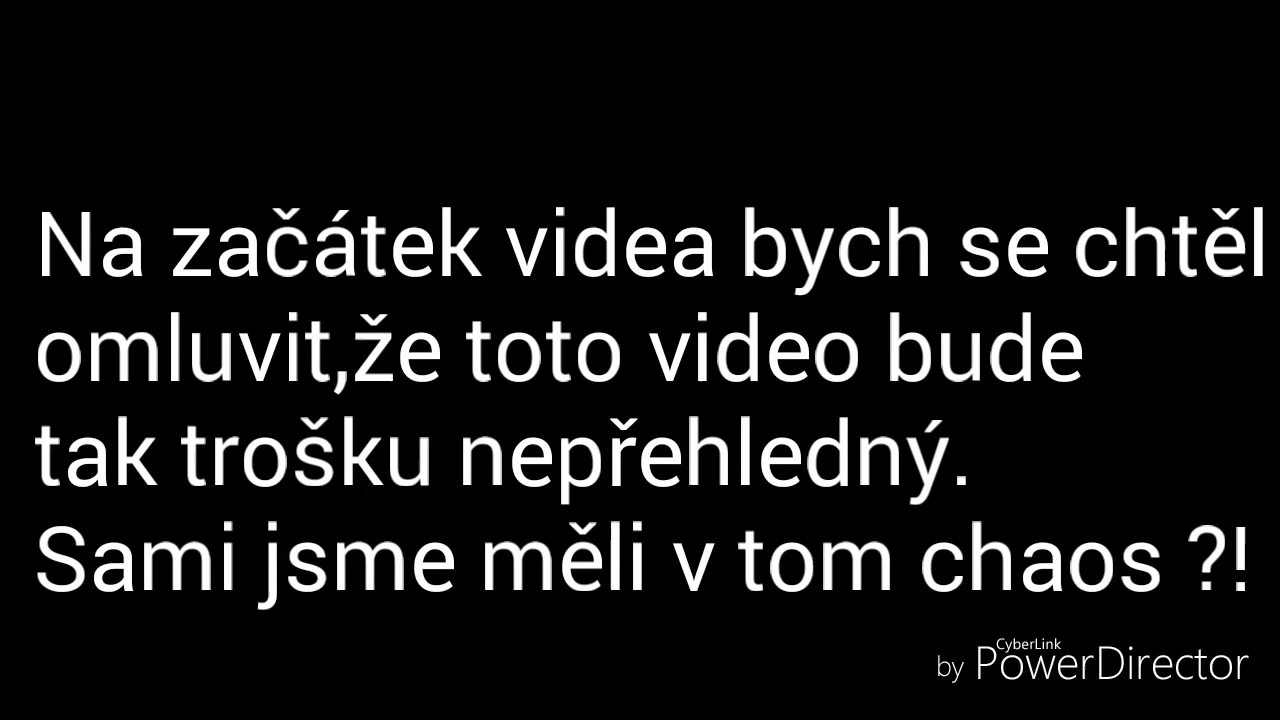 Na začátek videa bych se chtěl
omluvit,že toto video bude
tak trošku nepřehledný.
Sami jsme měli v tom chaos ?!
CyberLink
by PowerDirector